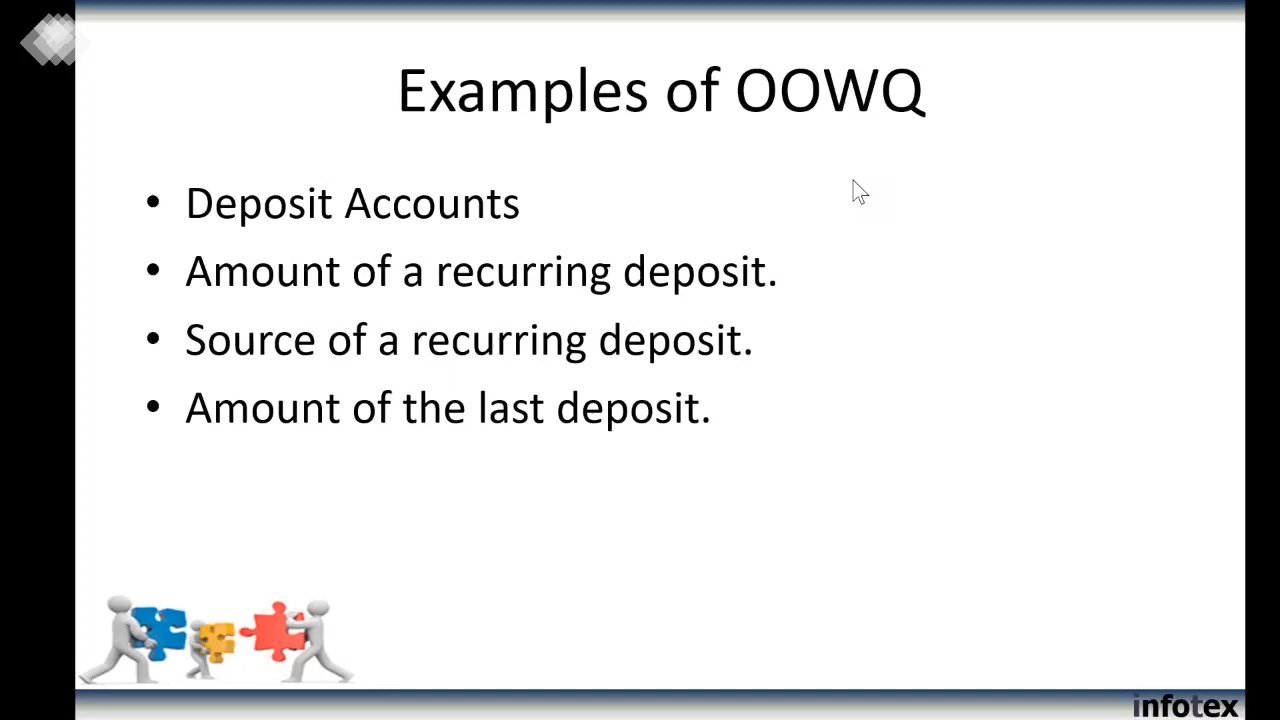 Examples of OOWQ
• Deposit Accounts
• Amount of a recurring deposit.
• Source of a recurring deposit.
• Amount of the last deposit.
infotex